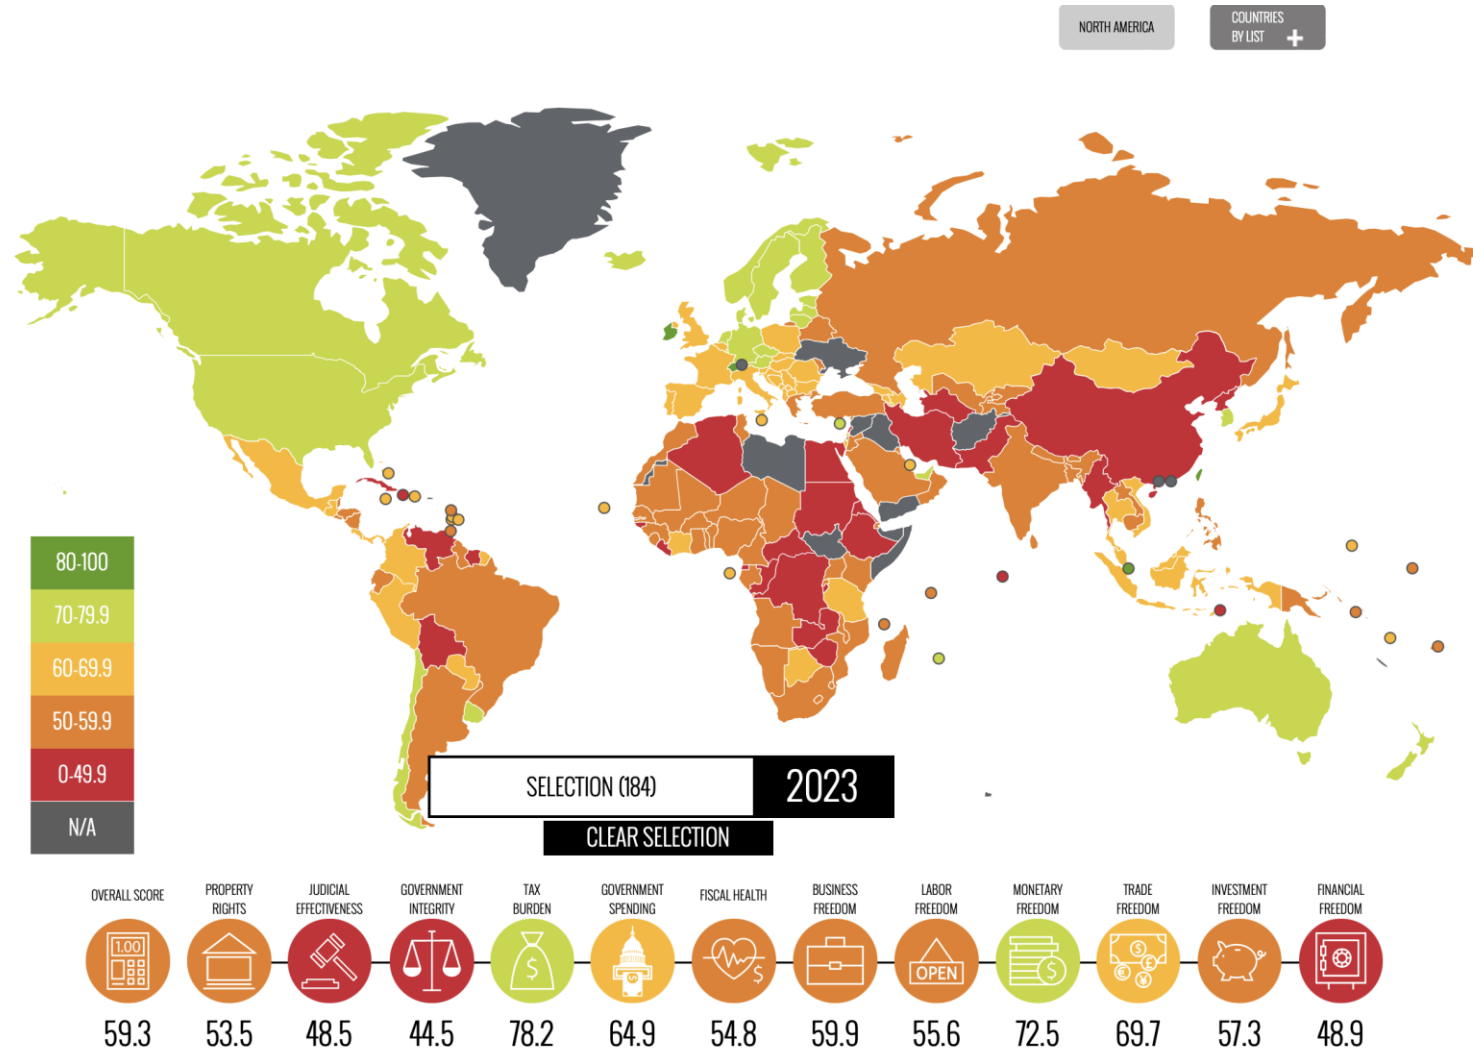 NORTH AMERICA
COUNTRIES
BY LIST +
80-100
70-79.9
60-69.9
50-59.9
0-49.9
N/A
SELECTION (184)
2023
CLEAR SELECTION
OVERALL SCORE
PROPERTY
RIGHTS
JUDICIAL
EFFECTIVENESS
GOVERNMENT
INTEGRITY
TAX
BURDEN
GOVERNMENT
SPENDING
FISCAL HEALTH
BUSINESS
FREEDOM
LABOR
FREEDOM
MONETARY
FREEDOM
TRADE
FREEDOM
INVESTMENT
FREEDOM
FINANCIAL
FREEDOM
1.00
$
$
$
OPEN
$
$
£
€
¥
59.3
53.5
48.5
44.5
78.2
64.9
54.8
59.9
55.6
72.5
69.7
57.3
48.9